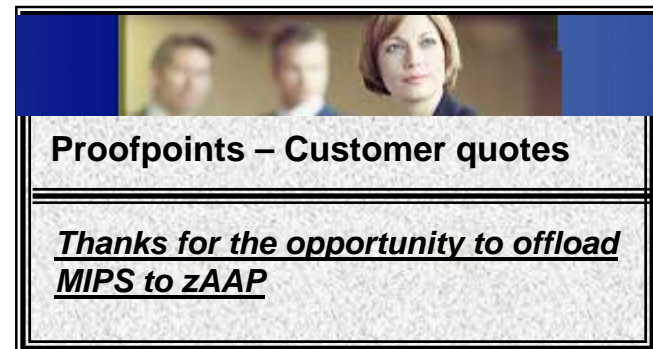 Proofpoints – Customer quotes
Thanks for the opportunity to offload
MIPS to zAAP